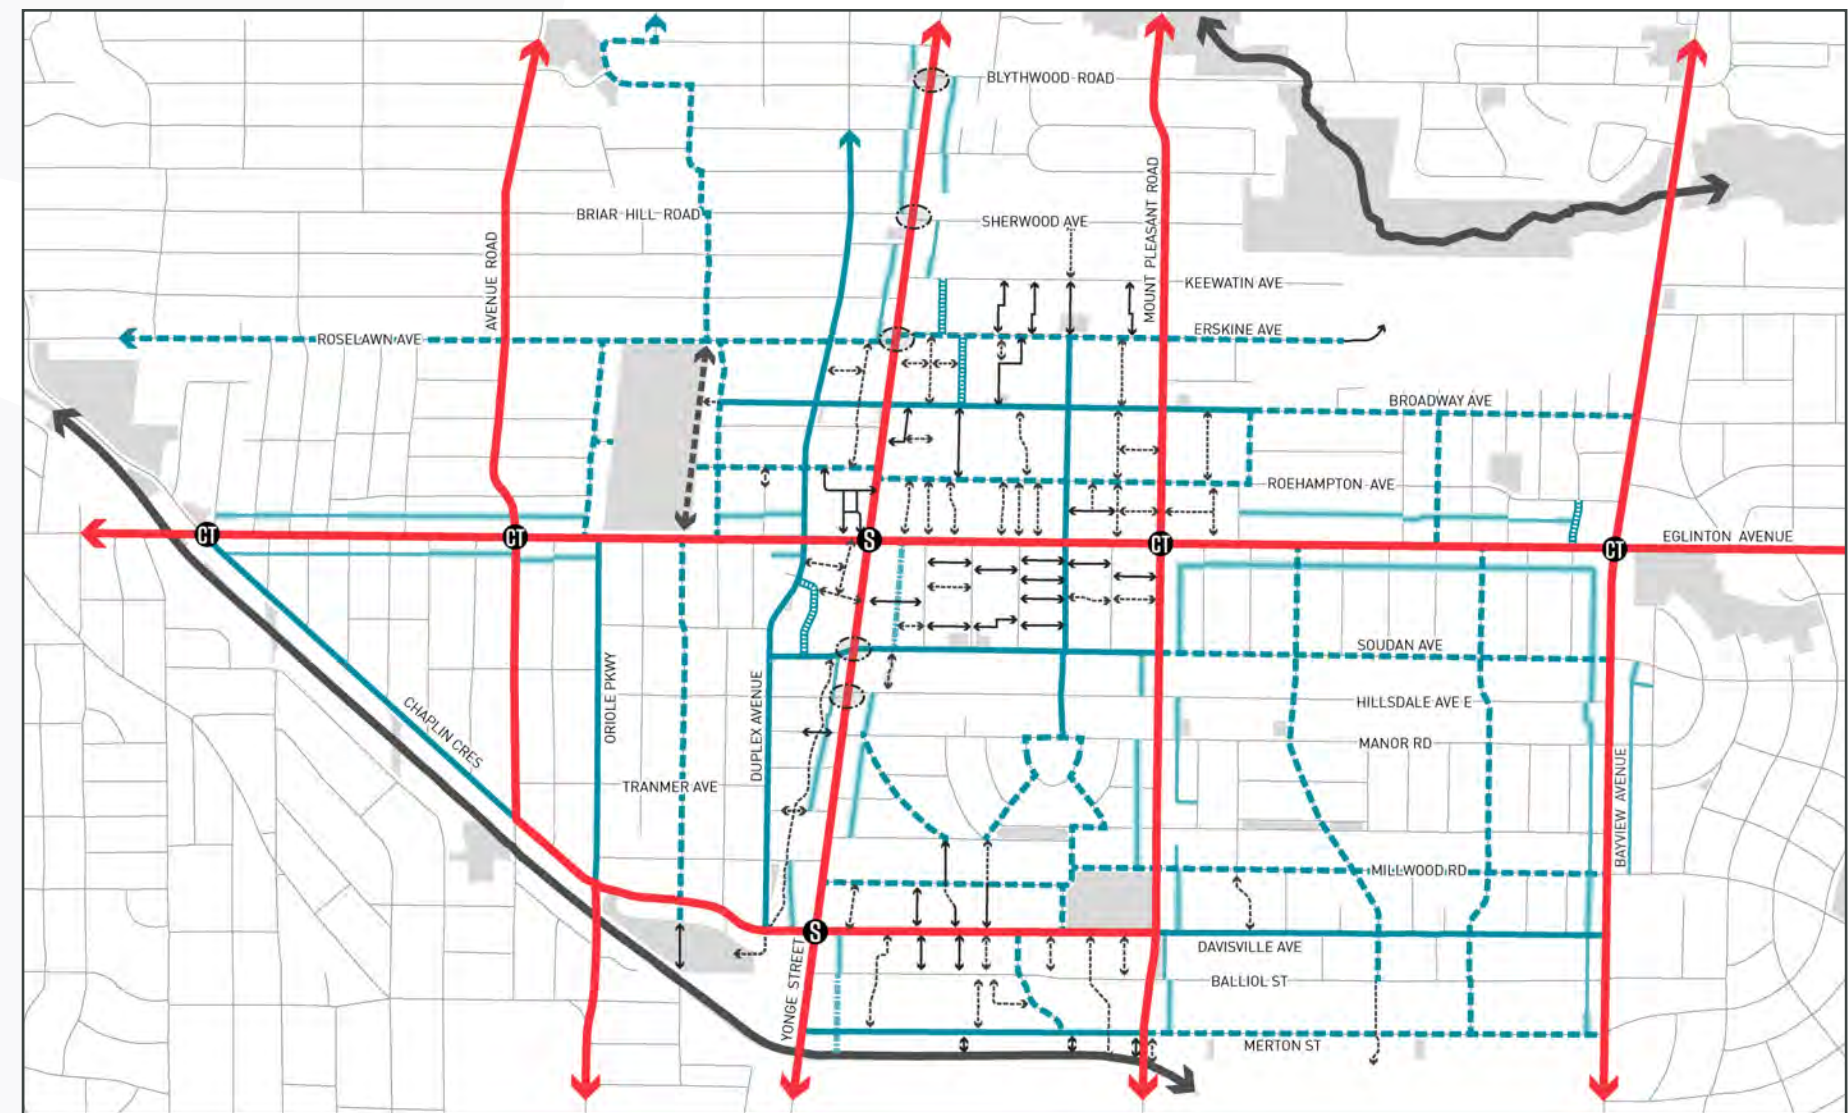 BLYTHWOOD ROAD
MOUNT PLEASANT ROAD
BRIAR HILL ROAD
SHERWOOD AVE
AVENUE ROAD
KEEWATIN AVE
ERSKINE AVE
ROSELAWN AVE
BROADWAY AVE
ROEHAMPTON AVE
CT
CT
S
CT
CT
EGLINTON AVENUE
SOUDAN AVE
ORIOLE PKWY
DUPLEX AVENUE
HILLSDALE AVE E
CHAPLIN CRES
MANOR RD
BAYVIEW AVENUE
TRANMER AVE
MILLWOOD RD
S
DAVISVILLE AVE
YONGE STREET
BALLIOL ST
MERTON ST